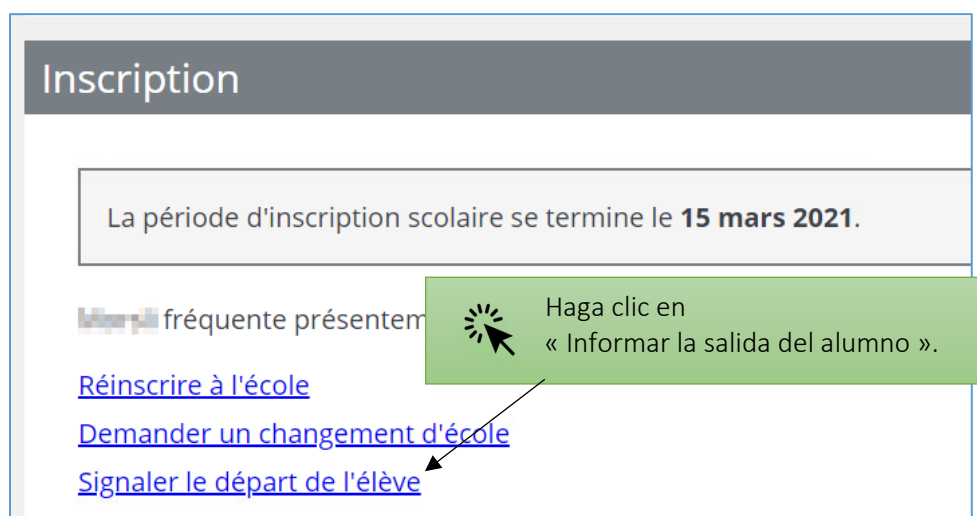 Inscription
La période d'inscription scolaire se termine le 15 mars 2021.
fréquente présentem
Haga clic en
« Informar la salida del alumno ».
Réinscrire à l'école
Demander un changement d'école
Signaler le départ de l'élève